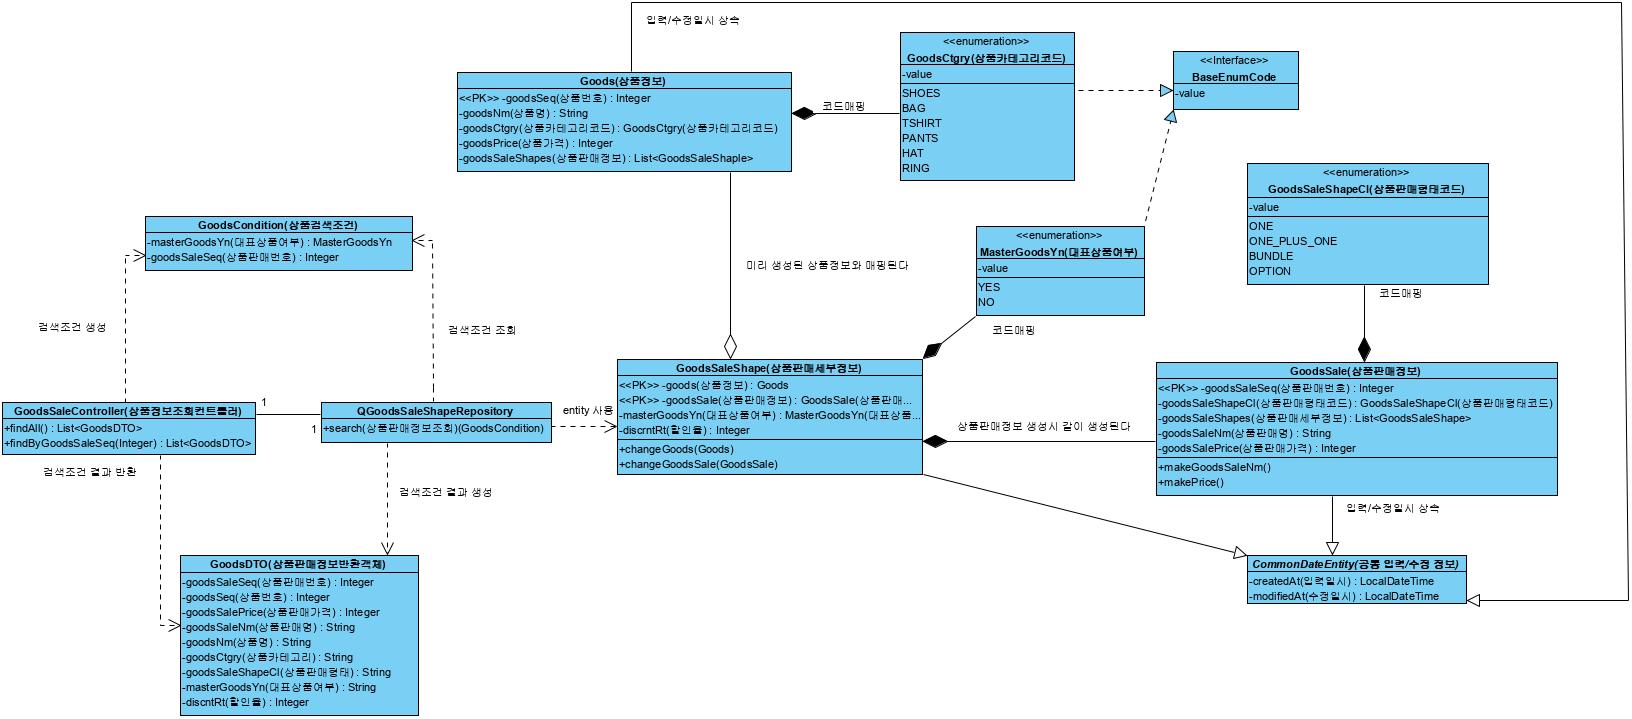 입력/수정일시 상속
Goods(상품정보)
<<PK>> -goodsSeq(상품번호) : Integer
-goodsNm(상품명) : String
-goodsCtgry(상품카테고리코드) : GoodsCtgry(상품카테고리코드)
-goodsPrice(상품가격) : Integer
-goodsSaleShapes(상품판매정보) : List<GoodsSaleShaple>
코드매핑
<<enumeration>>
GoodsCtgry(상품카테고리코드)
-value
SHOES
BAG
TSHIRT
PANTS
HAT
RING
<<Interface>>
BaseEnumCode
-value
<<enumeration>>
GoodsSaleShapeCl(상품판매형태코드)
-value
ONE
ONE_PLUS_ONE
BUNDLE
OPTION
코드매핑
GoodsCondition(상품검색조건)
-masterGoodsYn(대표상품여부) : MasterGoodsYn
-goodsSaleSeq(상품판매번호) : Integer
<<enumeration>>
MasterGoodsYn(대표상품여부)
-value
YES
NO
코드매핑
미리 생성된 상품정보와 매핑된다
검색조건 생성
검색조건 조회
GoodsSaleShape(상품판매세부정보)
<<PK>> -goods(상품정보) : Goods
<<PK>> -goodsSale(상품판매정보) : GoodsSale(상품판매...
-masterGoodsYn(대표상품여부) : MasterGoodsYn(대표상품...
-discrntRt(할인율) : Integer
+changeGoods(Goods)
+changeGoodsSale(GoodsSale)
상품판매정보 생성시 같이 생성된다
GoodsSale(상품판매정보)
<<PK>> -goodsSaleSeq(상품판매번호) : Integer
-goodsSaleShapeCl(상품판매형태코드) : GoodsSaleShapeCl(상품판매형태코드)
-goodsSaleShapes(상품판매세부정보) : List<GoodsSaleShape>
-goodsSaleNm(상품판매명) : String
-goodsSalePrice(상품판매가격) : Integer
+makeGoodsSaleNm()
+makePrice()
GoodsSaleController(상품정보조회컨트롤러)
+findAll() : List<GoodsDTO>
+findByGoodsSaleSeq(Integer) : List<GoodsDTO>
1
1
QGoodsSaleShapeRepository
+search(상품판매정보조회)(GoodsCondition)
entity 사용
검색조건 결과 반환
검색조건 결과 생성
입력/수정일시 상속
GoodsDTO(상품판매정보반환객체)
-goodsSaleSeq(상품판매번호) : Integer
-goodsSeq(상품번호) : Integer
-goodsSalePrice(상품판매가격) : Integer
-goodsSaleNm(상품판매명) : String
-goodsNm(상품명) : String
-goodsCtgry(상품카테고리) : String
-goodsSaleShapeCl(상품판매형태) : String
-masterGoodsYn(대표상품여부) : String
-discntRt(할인율) : Integer
CommonDateEntity(공통 입력/수정 정보)
-createdAt(입력일시) : LocalDateTime
-modifiedAt(수정일시) : LocalDateTime